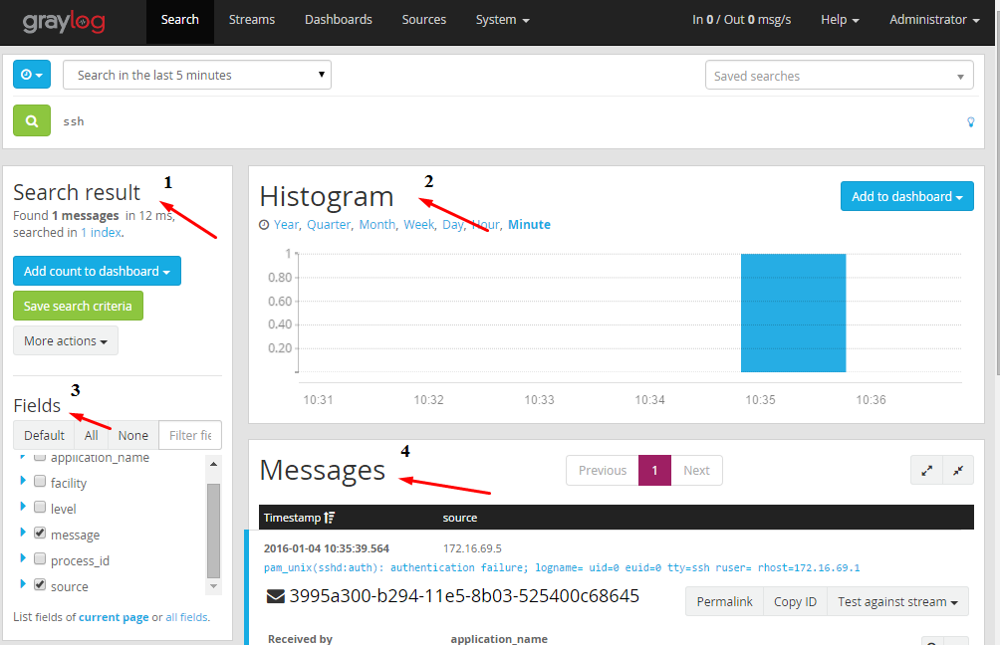 graylog Search Streams Dashboards Sources System In 0 / Out 0 msg/s Help Administrator
Search in the last 5 minutes Saved searches
ssh
Search result 1
Found 1 messages in 12 ms,
searched in 1 index.
Add count to dashboard
Save search criteria
More actions
3
Fields
Default All None Filter fie
application_name
facility
level
message
process_id
source
List fields of current page or all fields.
Histogram 2 Add to dashboard
Year, Quarter, Month, Week, Day, Hour, Minute
1
0.80
0.60
0.40
0.20
10:31 10:32 10:33 10:34 10:35 10:36
Messages 4 Previous 1 Next
Timestamp source
2016-01-04 10:35:39.564 172.16.69.5
pam_unix(sshd:auth): authentication failure; logname= uid=0 euid=0 tty=ssh ruser= rhost=172.16.69.1
3995a300-b294-11e5-8b03-525400c68645 Permalink Copy ID Test against stream
Received by application_name